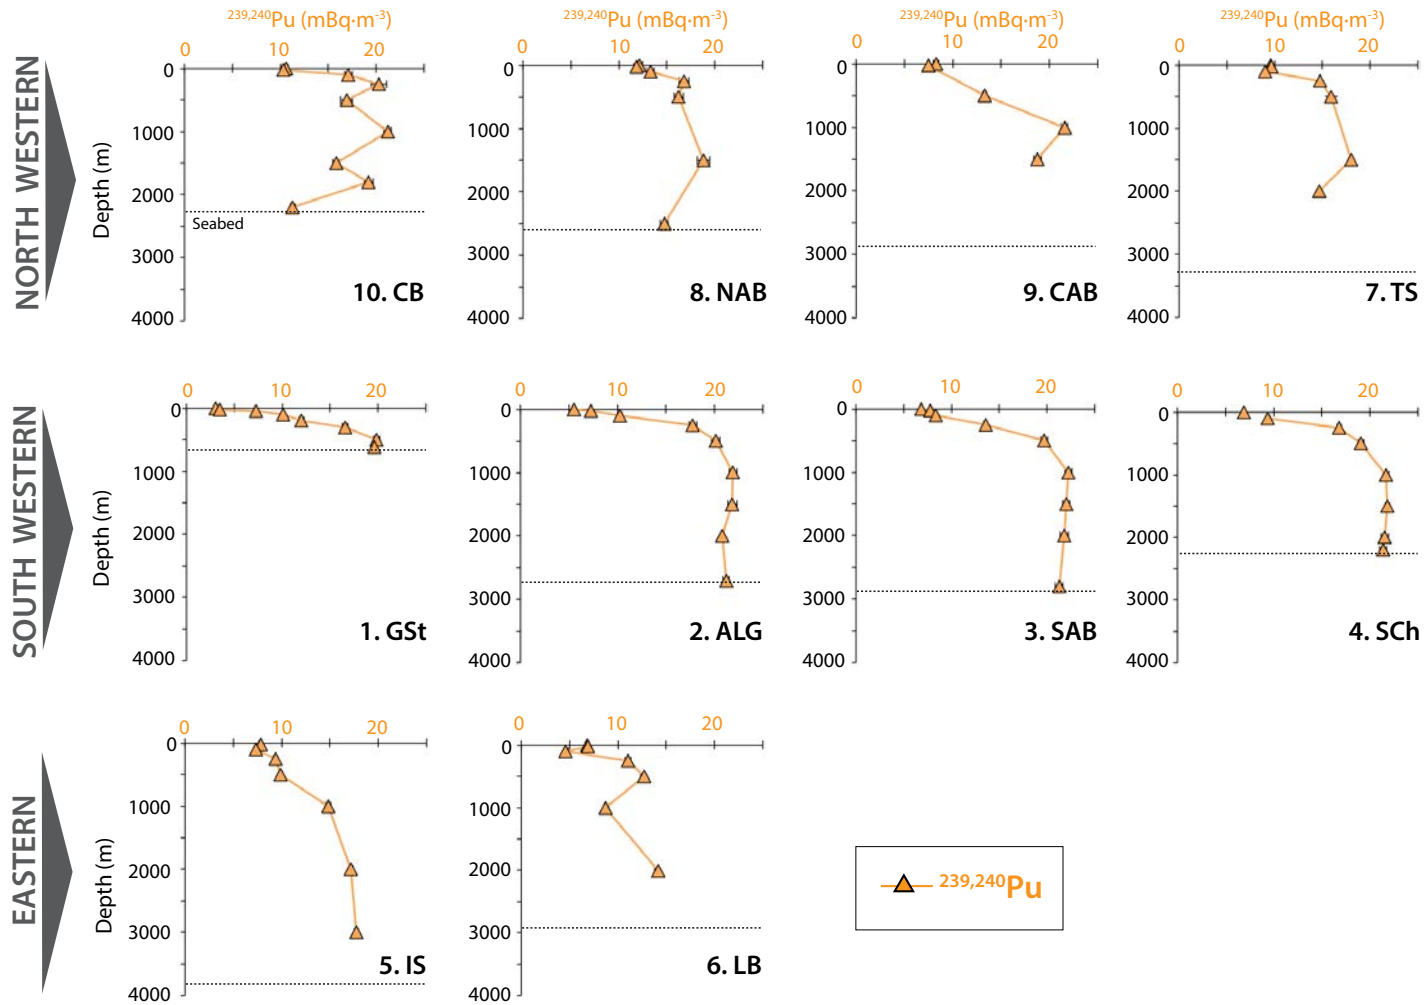 NORTH WESTERN
²³⁹,²⁴⁰Pu (mBq·m⁻³)
0 10 20
Depth (m)
0
1000
2000
3000
4000
Seabed
10. CB
²³⁹,²⁴⁰Pu (mBq·m⁻³)
0 10 20
0
1000
2000
3000
4000
8. NAB
²³⁹,²⁴⁰Pu (mBq·m⁻³)
0 10 20
0
1000
2000
3000
4000
9. CAB
²³⁹,²⁴⁰Pu (mBq·m⁻³)
0 10 20
0
1000
2000
3000
4000
7. TS
SOUTH WESTERN
0 10 20
Depth (m)
0
1000
2000
3000
4000
1. GSt
0 10 20
0
1000
2000
3000
4000
2. ALG
0 10 20
0
1000
2000
3000
4000
3. SAB
0 10 20
0
1000
2000
3000
4000
4. SCh
EASTERN
0 10 20
Depth (m)
0
1000
2000
3000
4000
5. IS
0 10 20
0
1000
2000
3000
4000
6. LB
²³⁹,²⁴⁰Pu